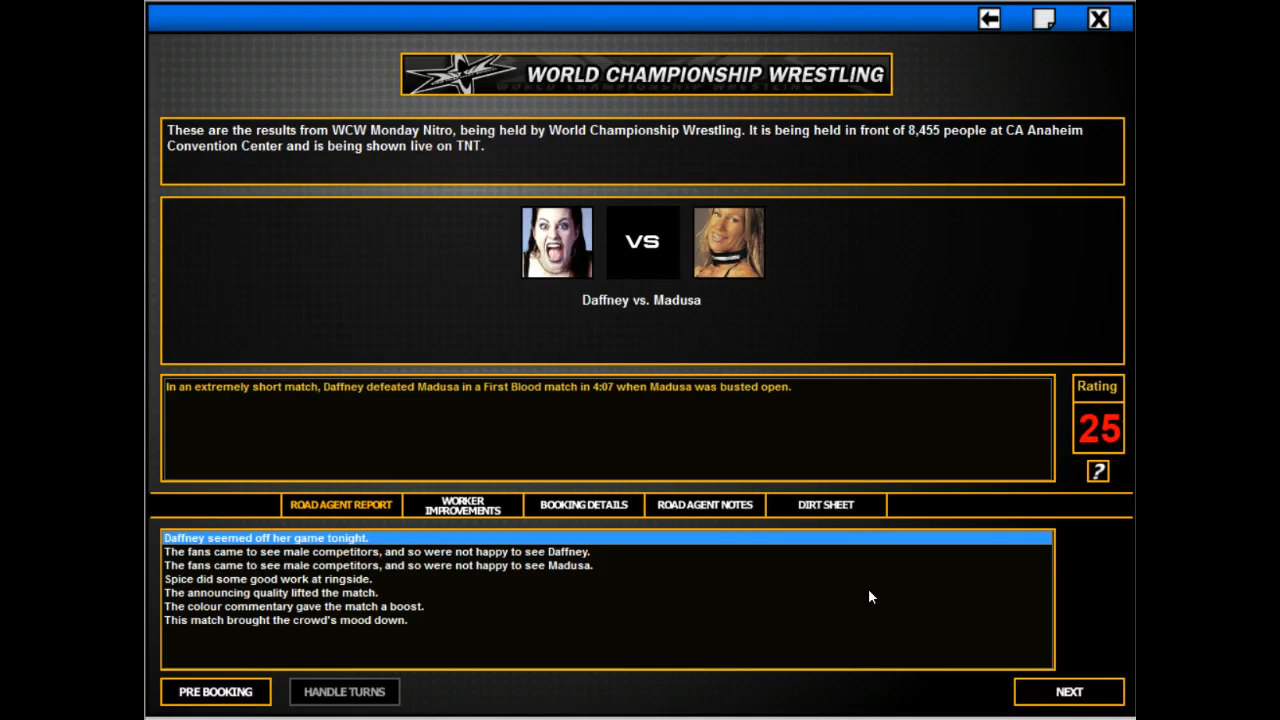 WORLD CHAMPIONSHIP WRESTLING
These are the results from WCW Monday Nitro, being held by World Championship Wrestling. It is being held in front of 8,455 people at CA Anaheim
Convention Center and is being shown live on TNT.
VS
Daffney vs. Madusa
In an extremely short match, Daffney defeated Madusa in a First Blood match in 4:07 when Madusa was busted open.
Rating
25
?
ROAD AGENT REPORT
WORKER
IMPROVEMENTS
BOOKING DETAILS
ROAD AGENT NOTES
DIRT SHEET
Daffney seemed off her game tonight.
The fans came to see male competitors, and so were not happy to see Daffney.
The fans came to see male competitors, and so were not happy to see Madusa.
Spice did some good work at ringside.
The announcing quality lifted the match.
The colour commentary gave the match a boost.
This match brought the crowd's mood down.
PRE BOOKING
HANDLE TURNS
NEXT